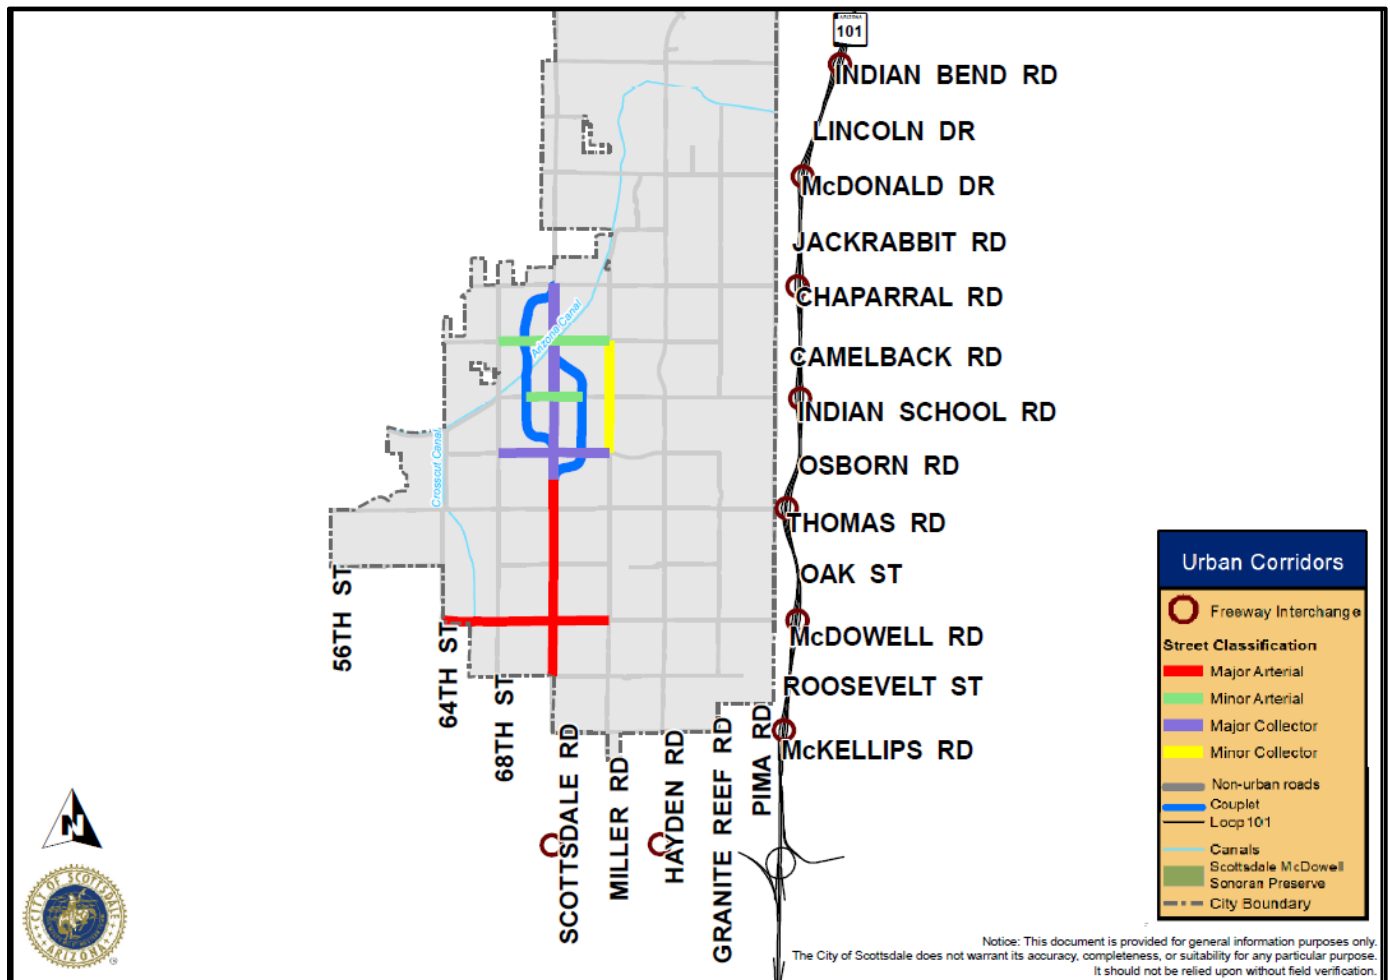 ARIZONA
101
INDIAN BEND RD
LINCOLN DR
McDONALD DR
JACKRABBIT RD
CHAPARRAL RD
CAMELBACK RD
INDIAN SCHOOL RD
OSBORN RD
THOMAS RD
OAK ST
McDOWELL RD
ROOSEVELT ST
McKELLIPS RD
Arizona Canal
Crosscut Canal
56TH ST
64TH ST
68TH ST
SCOTTSDALE RD
MILLER RD
HAYDEN RD
GRANITE REEF RD
PIMA RD
Urban Corridors
Freeway Interchange
Street Classification
Major Arterial
Minor Arterial
Major Collector
Minor Collector
Non-urban roads
Couplet
Loop 101
Canals
Scottsdale McDowell
Sonoran Preserve
City Boundary
N
CITY OF SCOTTSDALE
ARIZONA
Notice: This document is provided for general information purposes only.
The City of Scottsdale does not warrant its accuracy, completeness, or suitability for any particular purpose.
It should not be relied upon without field verification.